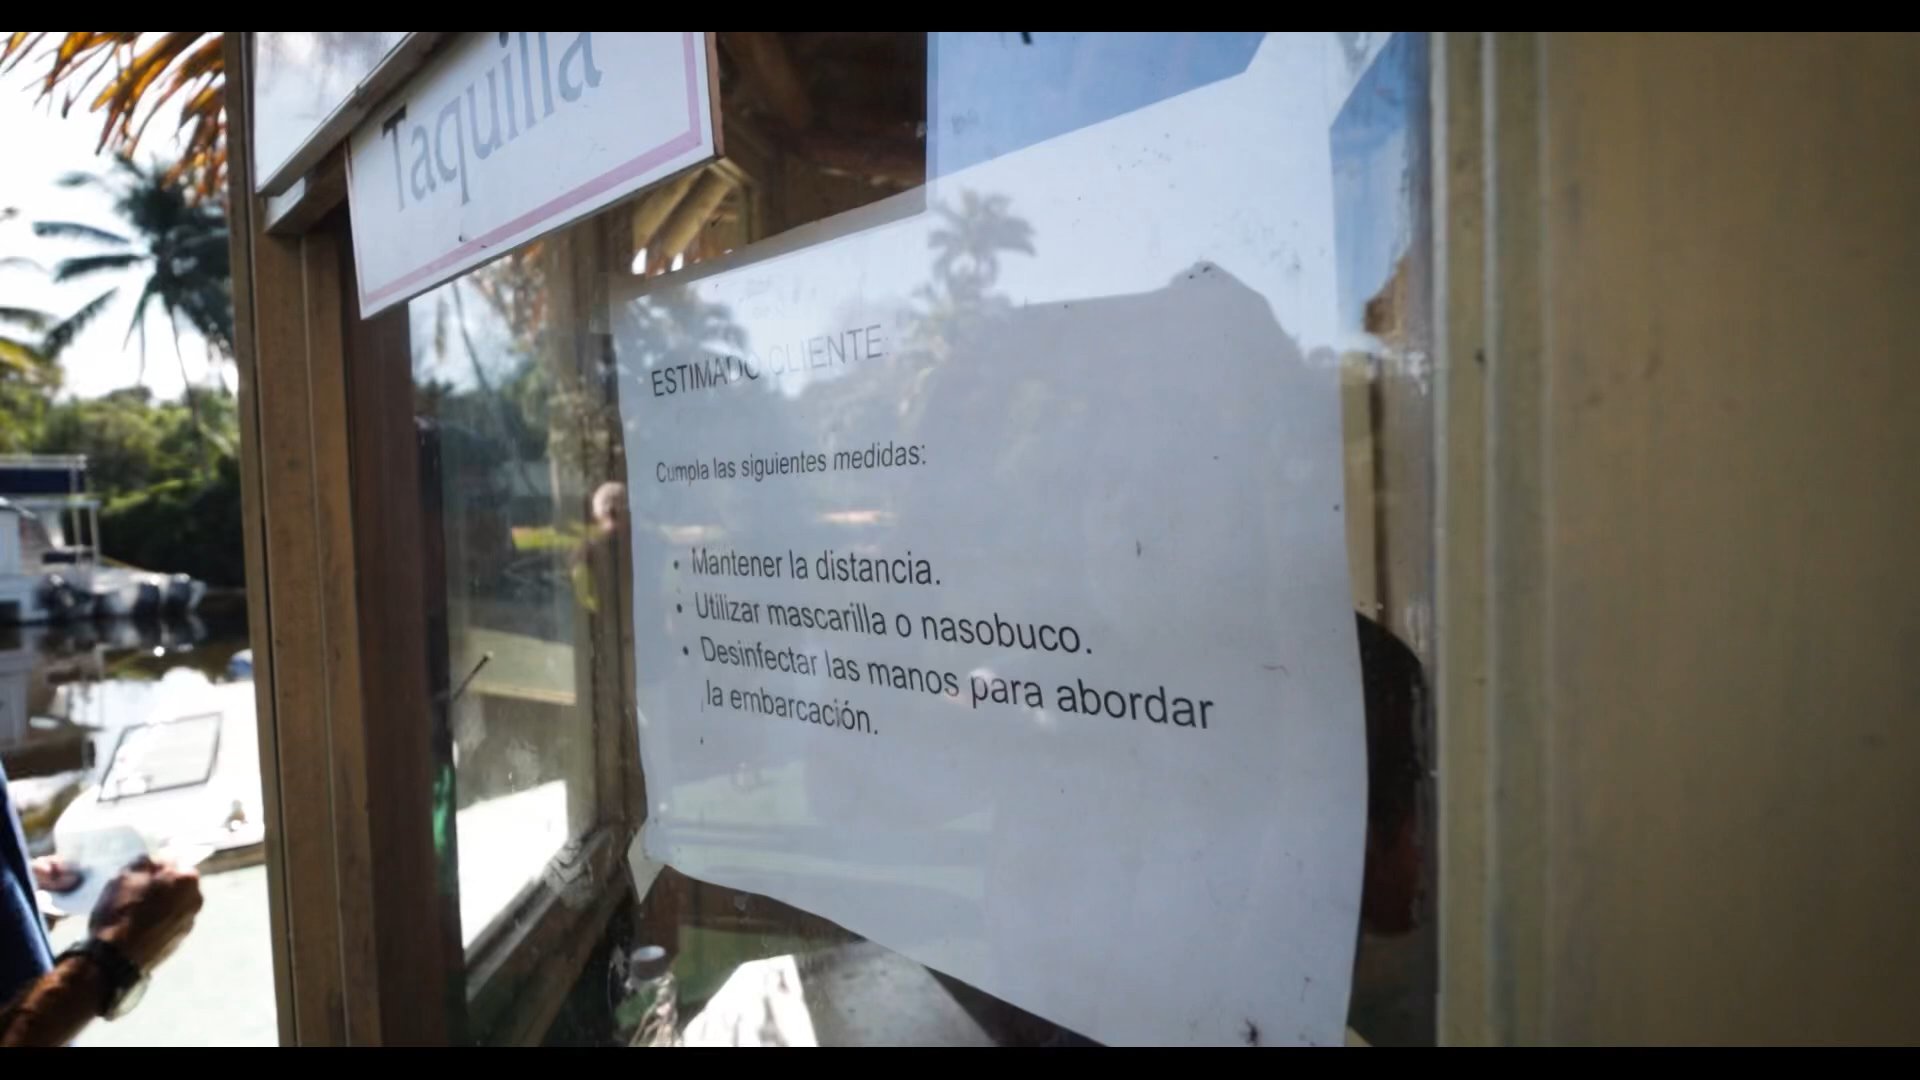 Taquilla
ESTIMADO CLIENTE:
Cumpla las siguientes medidas:
• Mantener la distancia.
• Utilizar mascarilla o nasobuco.
• Desinfectar las manos para abordar
la embarcación.